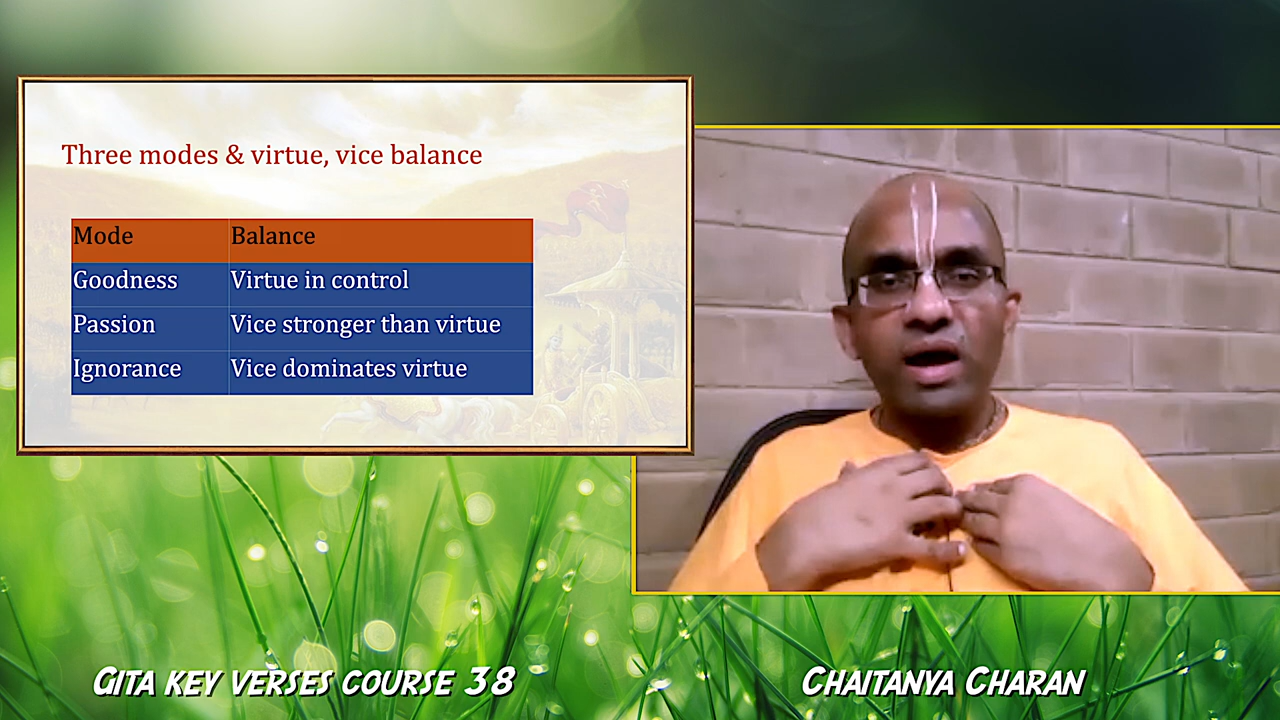 Three modes & virtue, vice balance
Mode Balance
Goodness Virtue in control
Passion Vice stronger than virtue
Ignorance Vice dominates virtue
Gita key verses course 38
Chaitanya Charan